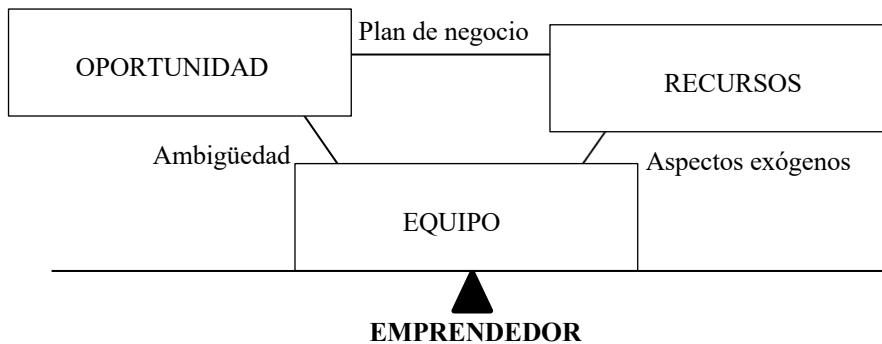 Plan de negocio
OPORTUNIDAD
RECURSOS
Ambigüedad
Aspectos exógenos
EQUIPO
EMPRENDEDOR